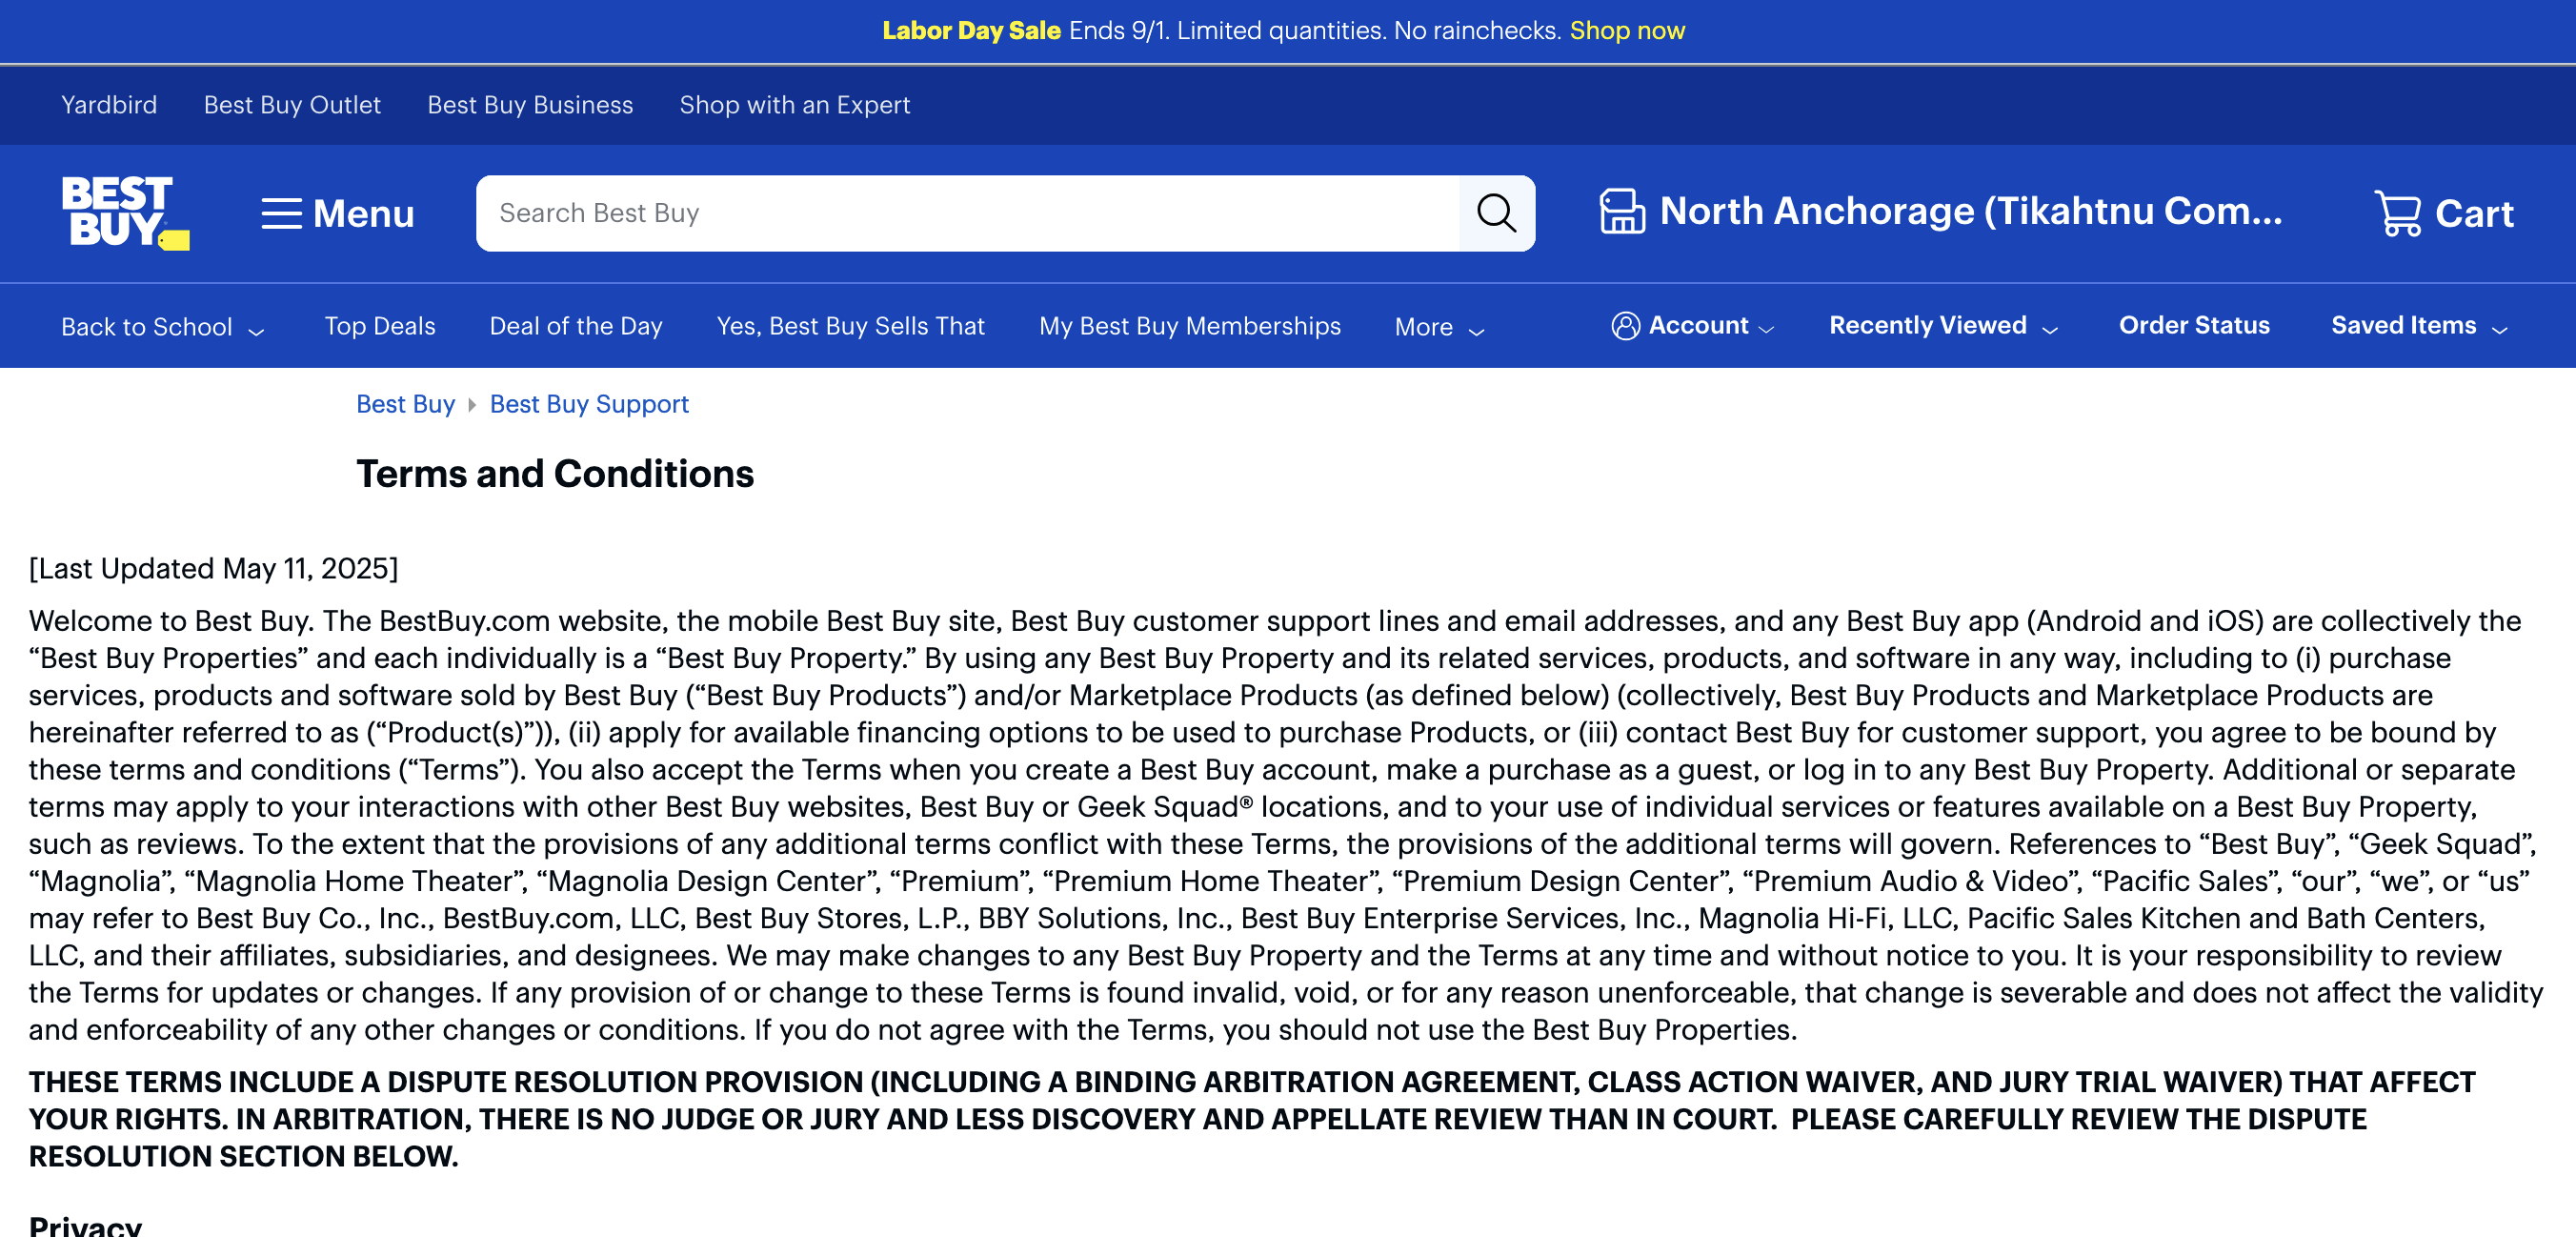 Labor Day Sale Ends 9/1. Limited quantities. No rainchecks. Shop now
Yardbird Best Buy Outlet Best Buy Business Shop with an Expert
BEST
BUY
Menu
Search Best Buy
North Anchorage (Tikahtnu Com...
Cart
Back to School Top Deals Deal of the Day Yes, Best Buy Sells That My Best Buy Memberships More Account Recently Viewed Order Status Saved Items
Best Buy Best Buy Support
Terms and Conditions
[Last Updated May 11, 2025]
Welcome to Best Buy. The BestBuy.com website, the mobile Best Buy site, Best Buy customer support lines and email addresses, and any Best Buy app (Android and iOS) are collectively the
“Best Buy Properties” and each individually is a “Best Buy Property.” By using any Best Buy Property and its related services, products, and software in any way, including to (i) purchase
services, products and software sold by Best Buy (“Best Buy Products”) and/or Marketplace Products (as defined below) (collectively, Best Buy Products and Marketplace Products are
hereinafter referred to as (“Product(s)”)), (ii) apply for available financing options to be used to purchase Products, or (iii) contact Best Buy for customer support, you agree to be bound by
these terms and conditions (“Terms”). You also accept the Terms when you create a Best Buy account, make a purchase as a guest, or log in to any Best Buy Property. Additional or separate
terms may apply to your interactions with other Best Buy websites, Best Buy or Geek Squad® locations, and to your use of individual services or features available on a Best Buy Property,
such as reviews. To the extent that the provisions of any additional terms conflict with these Terms, the provisions of the additional terms will govern. References to “Best Buy”, “Geek Squad”,
“Magnolia”, “Magnolia Home Theater”, “Magnolia Design Center”, “Premium”, “Premium Home Theater”, “Premium Design Center”, “Premium Audio & Video”, “Pacific Sales”, “our”, “we”, or “us”
may refer to Best Buy Co., Inc., BestBuy.com, LLC, Best Buy Stores, L.P., BBY Solutions, Inc., Best Buy Enterprise Services, Inc., Magnolia Hi-Fi, LLC, Pacific Sales Kitchen and Bath Centers,
LLC, and their affiliates, subsidiaries, and designees. We may make changes to any Best Buy Property and the Terms at any time and without notice to you. It is your responsibility to review
the Terms for updates or changes. If any provision of or change to these Terms is found invalid, void, or for any reason unenforceable, that change is severable and does not affect the validity
and enforceability of any other changes or conditions. If you do not agree with the Terms, you should not use the Best Buy Properties.
THESE TERMS INCLUDE A DISPUTE RESOLUTION PROVISION (INCLUDING A BINDING ARBITRATION AGREEMENT, CLASS ACTION WAIVER, AND JURY TRIAL WAIVER) THAT AFFECT
YOUR RIGHTS. IN ARBITRATION, THERE IS NO JUDGE OR JURY AND LESS DISCOVERY AND APPELLATE REVIEW THAN IN COURT.  PLEASE CAREFULLY REVIEW THE DISPUTE
RESOLUTION SECTION BELOW.
Privacy